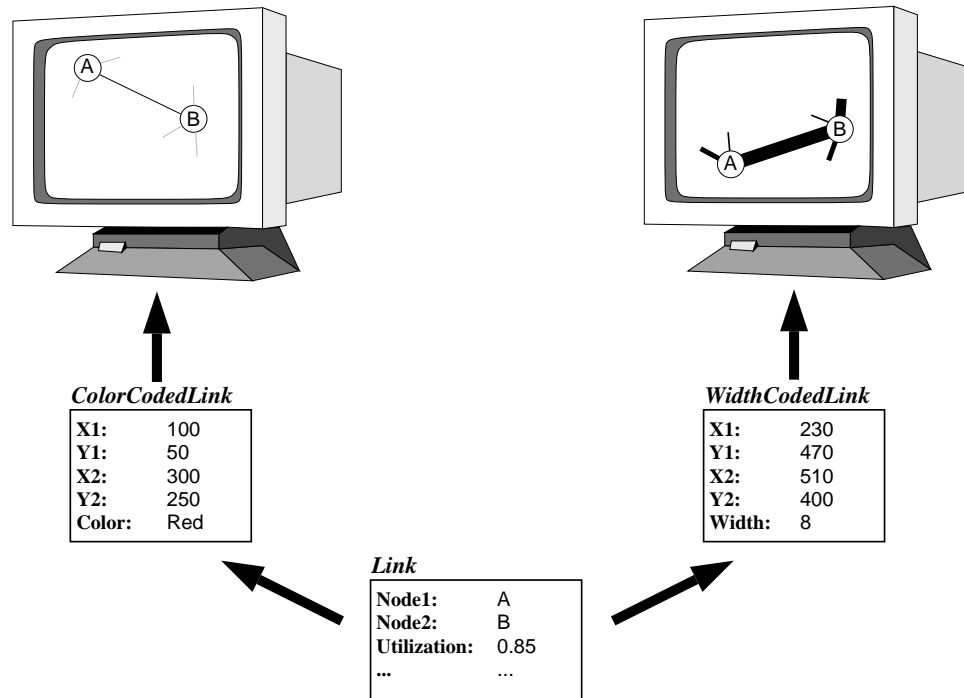 A
B
A
B
ColorCodedLink
X1: 100
Y1: 50
X2: 300
Y2: 250
Color: Red
WidthCodedLink
X1: 230
Y1: 470
X2: 510
Y2: 400
Width: 8
Link
Node1: A
Node2: B
Utilization: 0.85
... ...